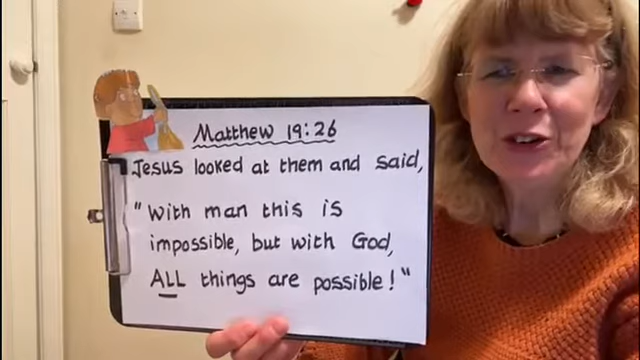 Matthew 19:26
Jesus looked at them and said,
"With man this is
impossible, but with God,
ALL things are possible!"